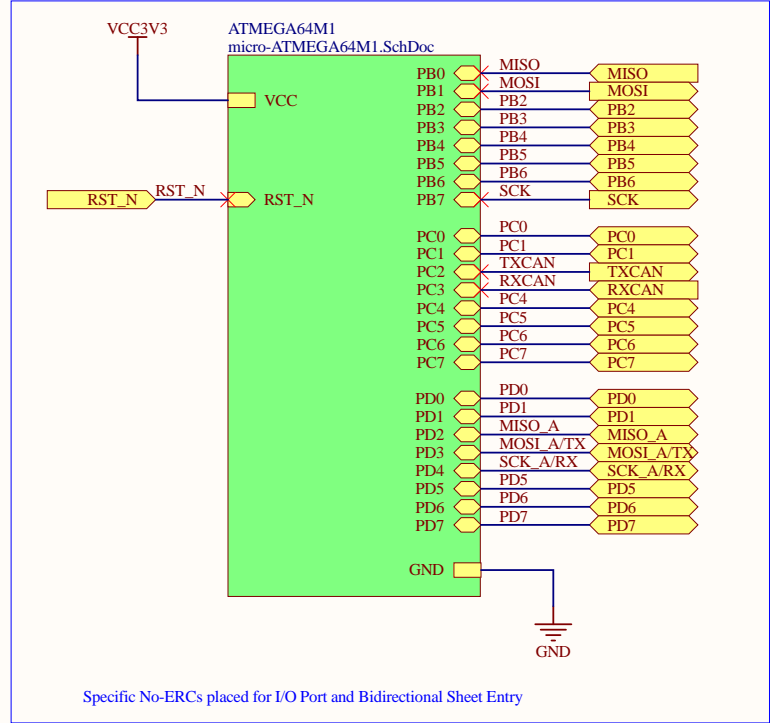 VCC3V3
ATMEGA64M1
micro-ATMEGA64M1.SchDoc
VCC
RST_N RST_N RST_N
PB0 MISO MISO
PB1 MOSI MOSI
PB2 PB2 PB2
PB3 PB3 PB3
PB4 PB4 PB4
PB5 PB5 PB5
PB6 PB6 PB6
PB7 SCK SCK
PC0 PC0 PC0
PC1 PC1 PC1
PC2 TXCAN TXCAN
PC3 RXCAN RXCAN
PC4 PC4 PC4
PC5 PC5 PC5
PC6 PC6 PC6
PC7 PC7 PC7
PD0 PD0 PD0
PD1 PD1 PD1
PD2 MISO_A MISO_A
PD3 MOSI_A/TX MOSI_A/TX
PD4 SCK_A/RX SCK_A/RX
PD5 PD5 PD5
PD6 PD6 PD6
PD7 PD7 PD7
GND
GND
Specific No-ERCs placed for I/O Port and Bidirectional Sheet Entry